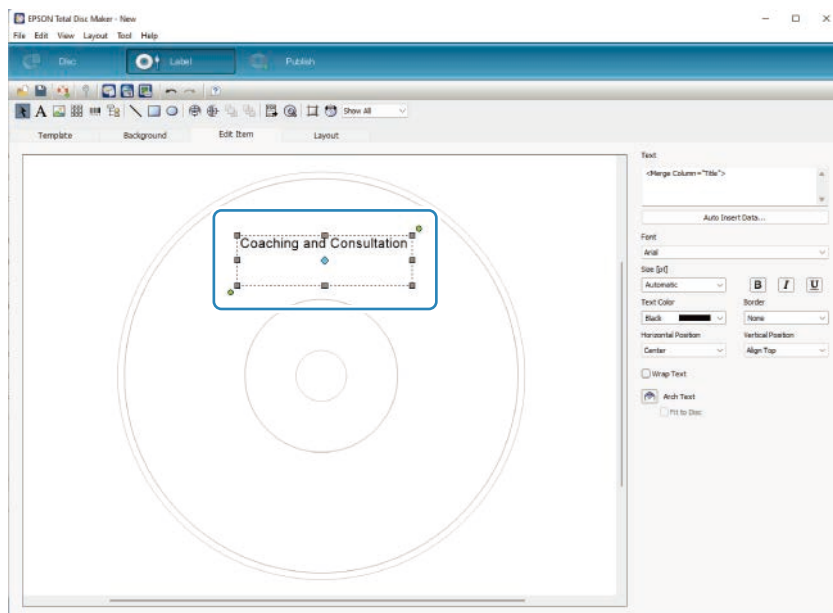 EPSON Total Disc Maker - New
File Edit View Layout Tool Help
Disc Label Publish
Show All
Template Background Edit Item Layout
Text
<Merge Column="Title">
Auto Insert Data...
Font
Arial
Size [pt]
Automatic B I U
Text Color Border
Black None
Horizontal Position Vertical Position
Center Align Top
Wrap Text
Arch Text
Fit to Disc
Coaching and Consultation